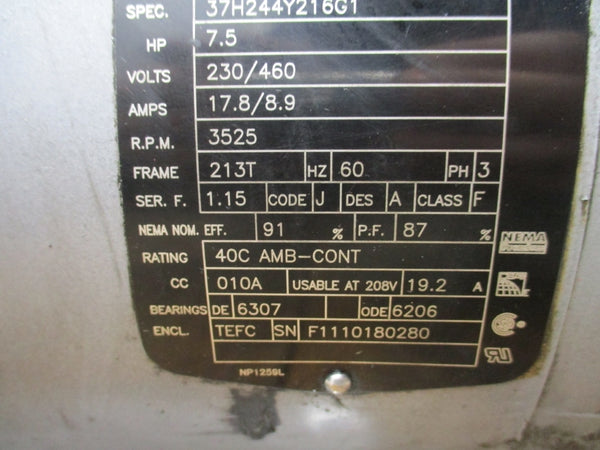 SPEC. 37H244Y216G1
HP 7.5
VOLTS 230/460
AMPS 17.8/8.9
R.P.M. 3525
FRAME 213T HZ 60 PH 3
SER. F. 1.15 CODE J DES A CLASS F
NEMA NOM. EFF. 91 % P.F. 87 %
NEMA
RATING 40C AMB-CONT
CC 010A USABLE AT 208V 19.2 A
BEARINGS DE 6307 ODE 6206
ENCL. TEFC SN F1110180280
NP1259L